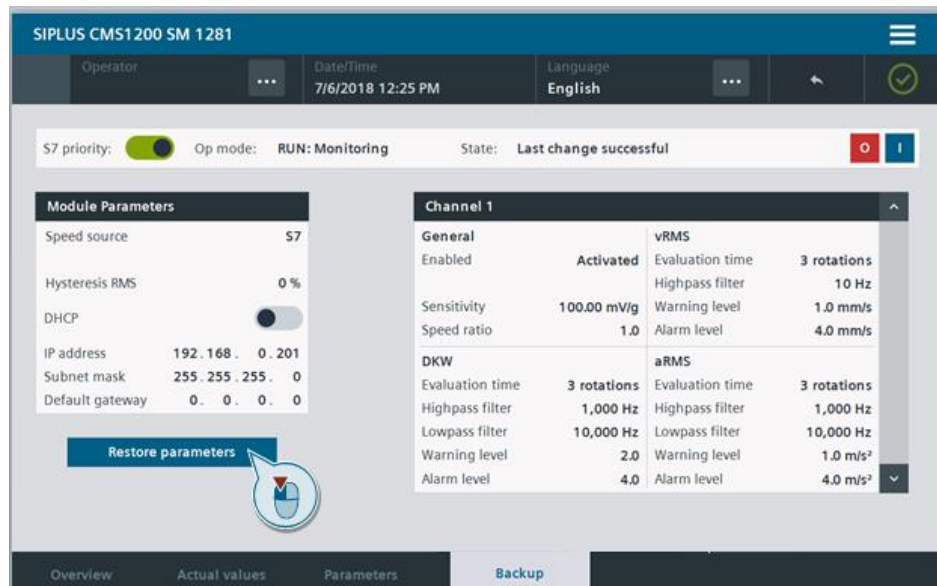 SIPLUS CMS1200 SM 1281
Operator
...
Date/Time
7/6/2018 12:25 PM
Language
English
...
S7 priority: Op mode: RUN: Monitoring State: Last change successful O I
Module Parameters
Speed source S7
Hysteresis RMS 0 %
DHCP
IP address 192.168. 0.201
Subnet mask 255.255.255. 0
Default gateway 0. 0. 0. 0
Restore parameters
Channel 1
General
Enabled Activated
Sensitivity 100.00 mV/g
Speed ratio 1.0
vRMS
Evaluation time 3 rotations
Highpass filter 10 Hz
Warning level 1.0 mm/s
Alarm level 4.0 mm/s
DKW
Evaluation time 3 rotations
Highpass filter 1,000 Hz
Lowpass filter 10,000 Hz
Warning level 2.0
Alarm level 4.0
aRMS
Evaluation time 3 rotations
Highpass filter 1,000 Hz
Lowpass filter 10,000 Hz
Warning level 1.0 m/s²
Alarm level 4.0 m/s²
Overview Actual values Parameters Backup